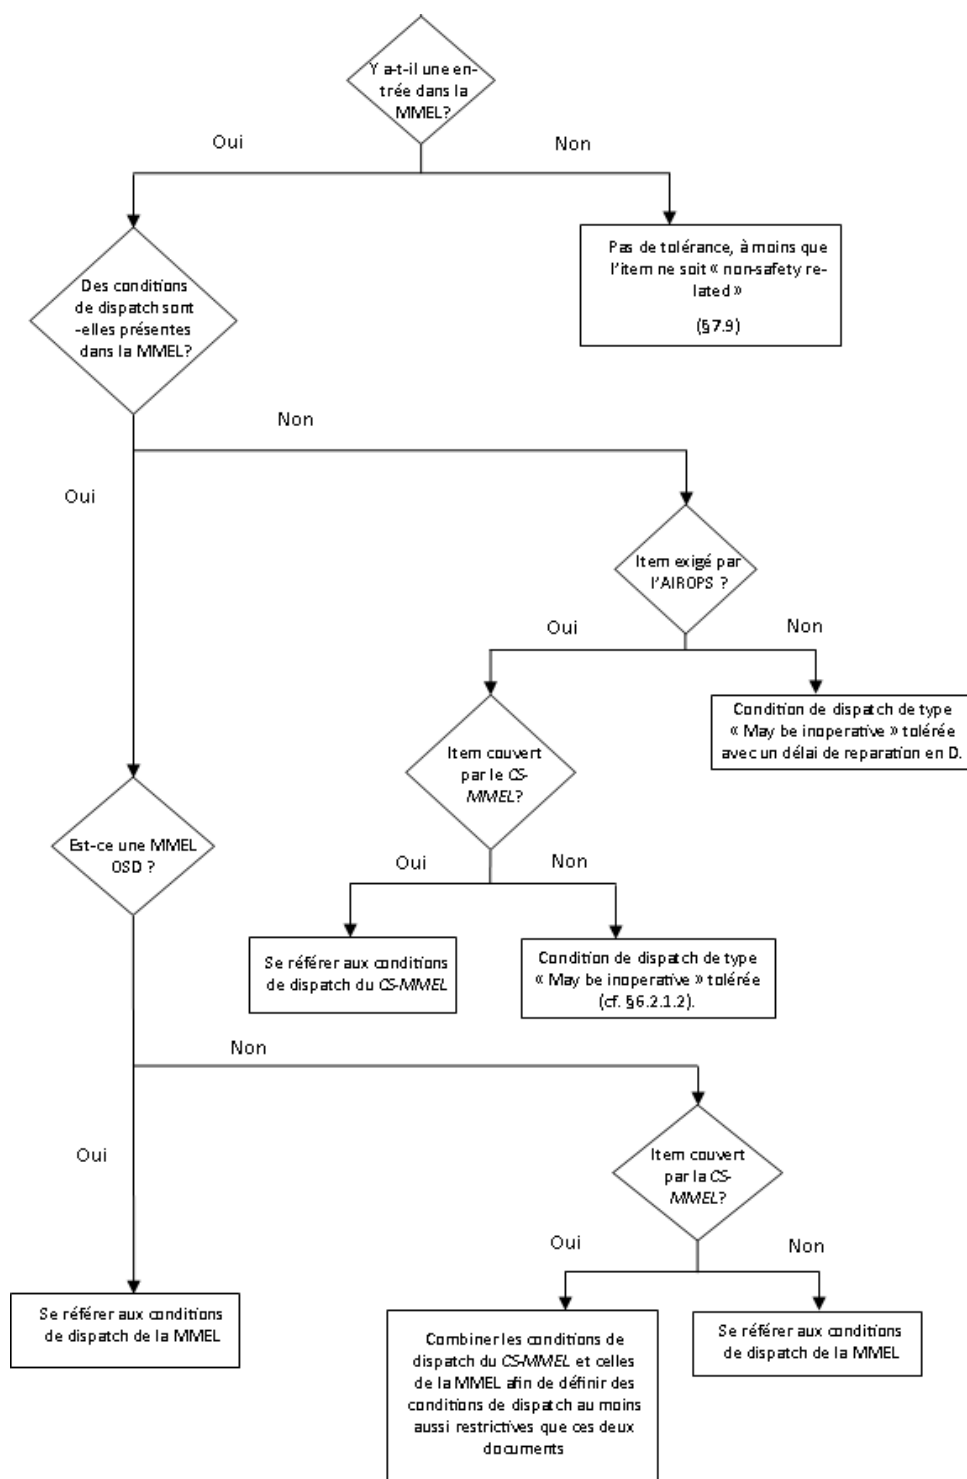 Y a-t-il une en-
trée dans la
MMEL?
Oui
Non
Pas de tolérance, à moins que
l'item ne soit « non-safety re-
lated »
(§7.9)
Des conditions
de dispatch sont
-elles présentes
dans la MMEL?
Non
Oui
Item exigé par
l'AIROPS ?
Oui
Non
Condition de dispatch de type
« May be inoperative » tolérée
avec un délai de reparation en D.
Item couvert
par le CS-
MMEL?
Est-ce une MMEL
OSD ?
Oui
Non
Se référer aux conditions
de dispatch du CS-MMEL
Condition de dispatch de type
« May be inoperative » tolérée
(cf. §6.2.1.2).
Non
Oui
Item couvert
par la CS-
MMEL?
Oui
Non
Se référer aux conditions
de dispatch de la MMEL
Combiner les conditions de
dispatch du CS-MMEL et celles
de la MMEL afin de définir des
conditions de dispatch au moins
aussi restrictives que ces deux
documents
Se référer aux conditions
de dispatch de la MMEL